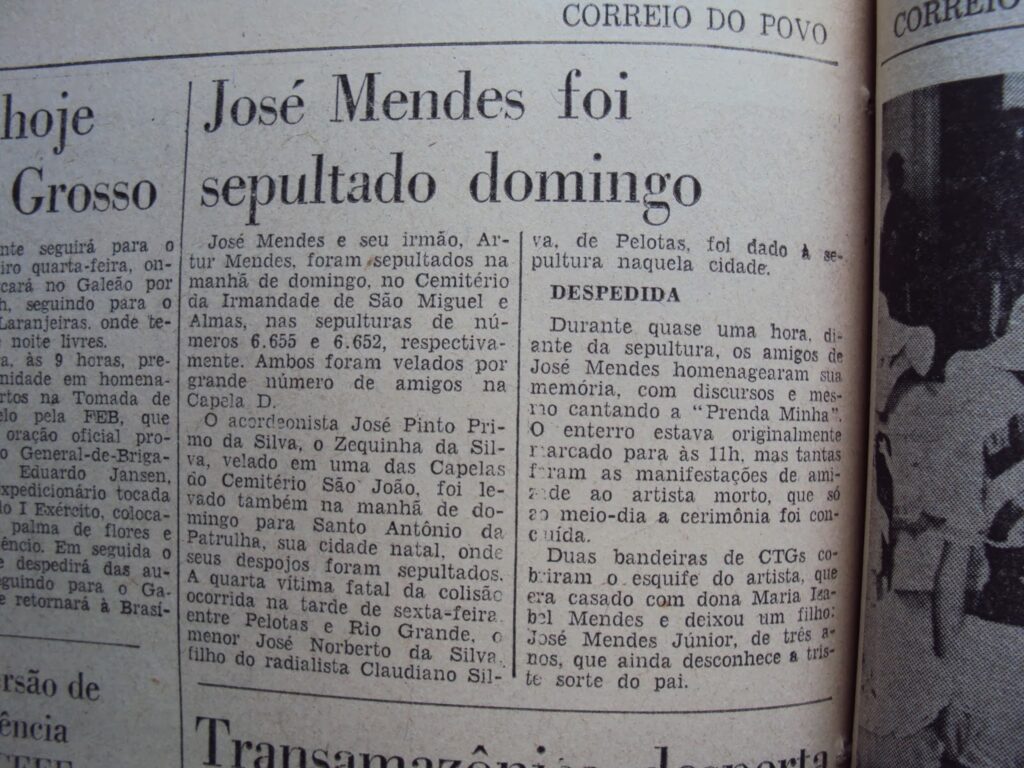 CORREIO DO POVO
hoje
Grosso
nte seguirá para o
iro quarta-feira, on-
cará no Galeão por
h, seguindo para o
Laranjeiras, onde te-
noite livres.
a, às 9 horas, pre-
nidade em homena-
rtos na Tomada de
elo pela FEB, que
oração oficial pro-
o General-de-Briga-
Eduardo Jansen,
xpedicionário tocada
lo I Exército, coloca-
palma de flores e
ência. Em seguida o
e despedirá das au-
guindo para o Ga-
e retornará à Brasí-
rsão de
ência
José Mendes foi
sepultado domingo
José Mendes e seu irmão, Ar-
tur Mendes, foram sepultados na
manhã de domingo, no Cemitério
da Irmandade de São Miguel e
Almas, nas sepulturas de nú-
meros 6.655 e 6.652, respectiva-
mente. Ambos foram velados por
grande número de amigos na
Capela D.
O acordeonista José Pinto Pri
mo da Silva, o Zequinha da Sil-
va, velado em uma das Capelas
do Cemitério São João, foi le-
vado também na manhã de do-
mingo para Santo Antônio da
Patrulha, sua cidade natal, onde
seus despojos foram sepultados.
A quarta vítima fatal da colisão
ocorrida na tarde de sexta-feira
entre Pelotas e Rio Grande, o
menor José Norberto da Silva,
filho do radialista Claudiano Sil-
va, de Pelotas, foi dado à se-
pultura naquela cidade.
DESPEDIDA
Durante quase uma hora, di
ante da sepultura, os amigos de
José Mendes homenagearam sua
memória, com discursos e mes-
mo cantando a "Prenda Minha".
O enterro estava originalmente
marcado para às 11h, mas tantas
foram as manifestações de ami-
zade ao artista morto, que só
ao meio-dia a cerimônia foi con-
cluída.
Duas bandeiras de CTGs co-
briram o esquife do artista, que
era casado com dona Maria Isa-
bel Mendes e deixou um filho:
José Mendes Júnior, de três a-
nos, que ainda desconhece a tris-
te sorte do pai.
Transamazônica desperta
CORREIO